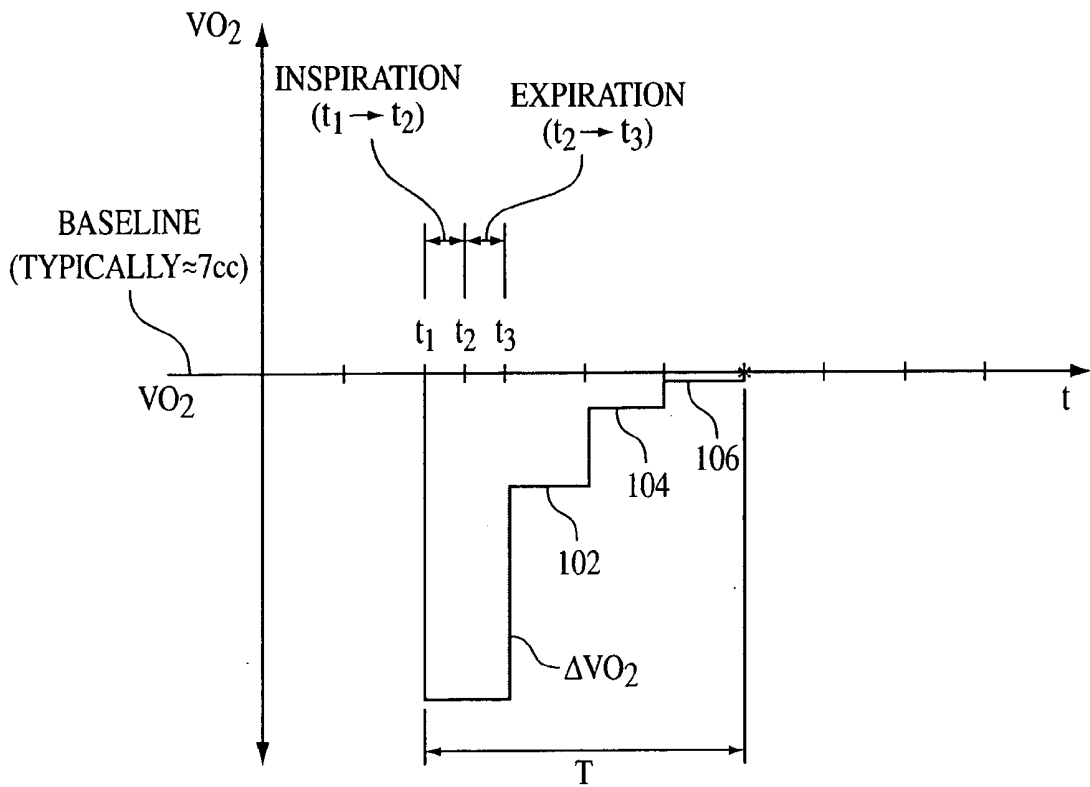 VO₂
INSPIRATION
(t₁→t₂)
EXPIRATION
(t₂→t₃)
BASELINE
(TYPICALLY≈7cc)
t₁ t₂ t₃
VO₂
t
106
104
102
ΔVO₂
T